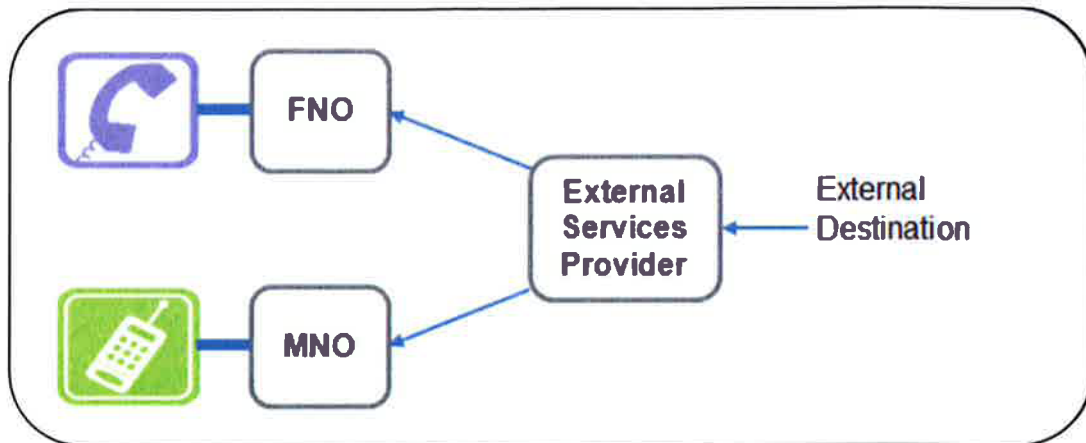 FNO
External
Services
Provider
External
Destination
MNO